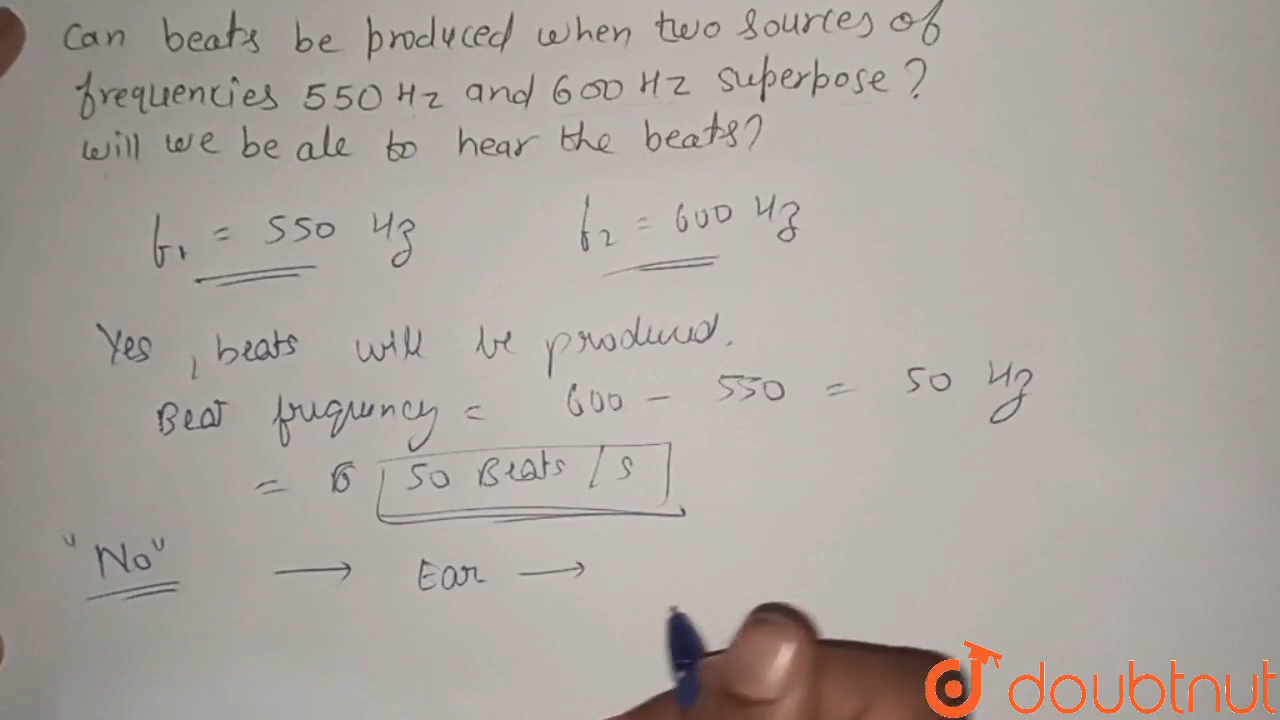 can beats be produced when two sources of
frequencies 550 Hz and 600 Hz superpose?
will we be ale to hear the beats?
f1 = 550 Hz f2 = 600 Hz
Yes, beats will be produced.
Beat frequency = 600 - 550 = 50 Hz
= 50 Beats / s
"No" → Ear →
doubtnut